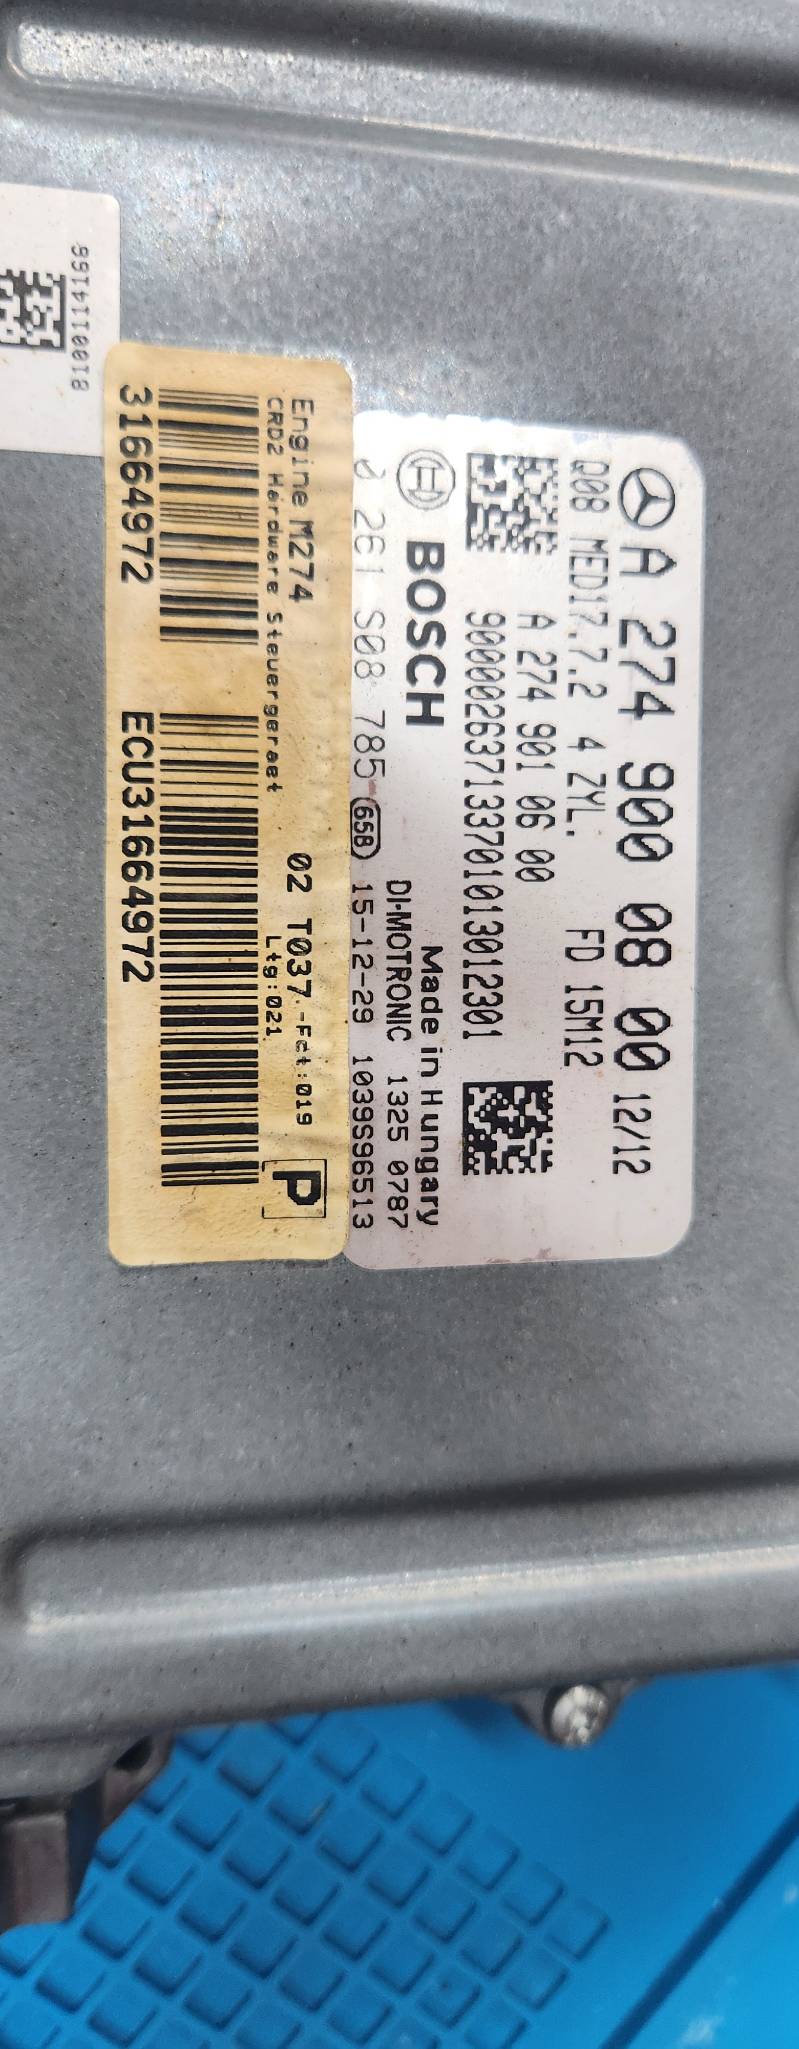 A 274 900 08 00 12/12
Q08 MED17.7.2 4 ZYL. FD 15M12
A 274 901 06 00
900002637133701013012301
BOSCH Made in Hungary
DI-MOTRONIC 1325 0787
0 261 S08 785 65B 15-12-29 1039S96513
Engine M274 02 T037 -Fct:019 P
CRD2 Hardware Steuergeraet Ltg:021
31664972 ECU31664972
8100114166